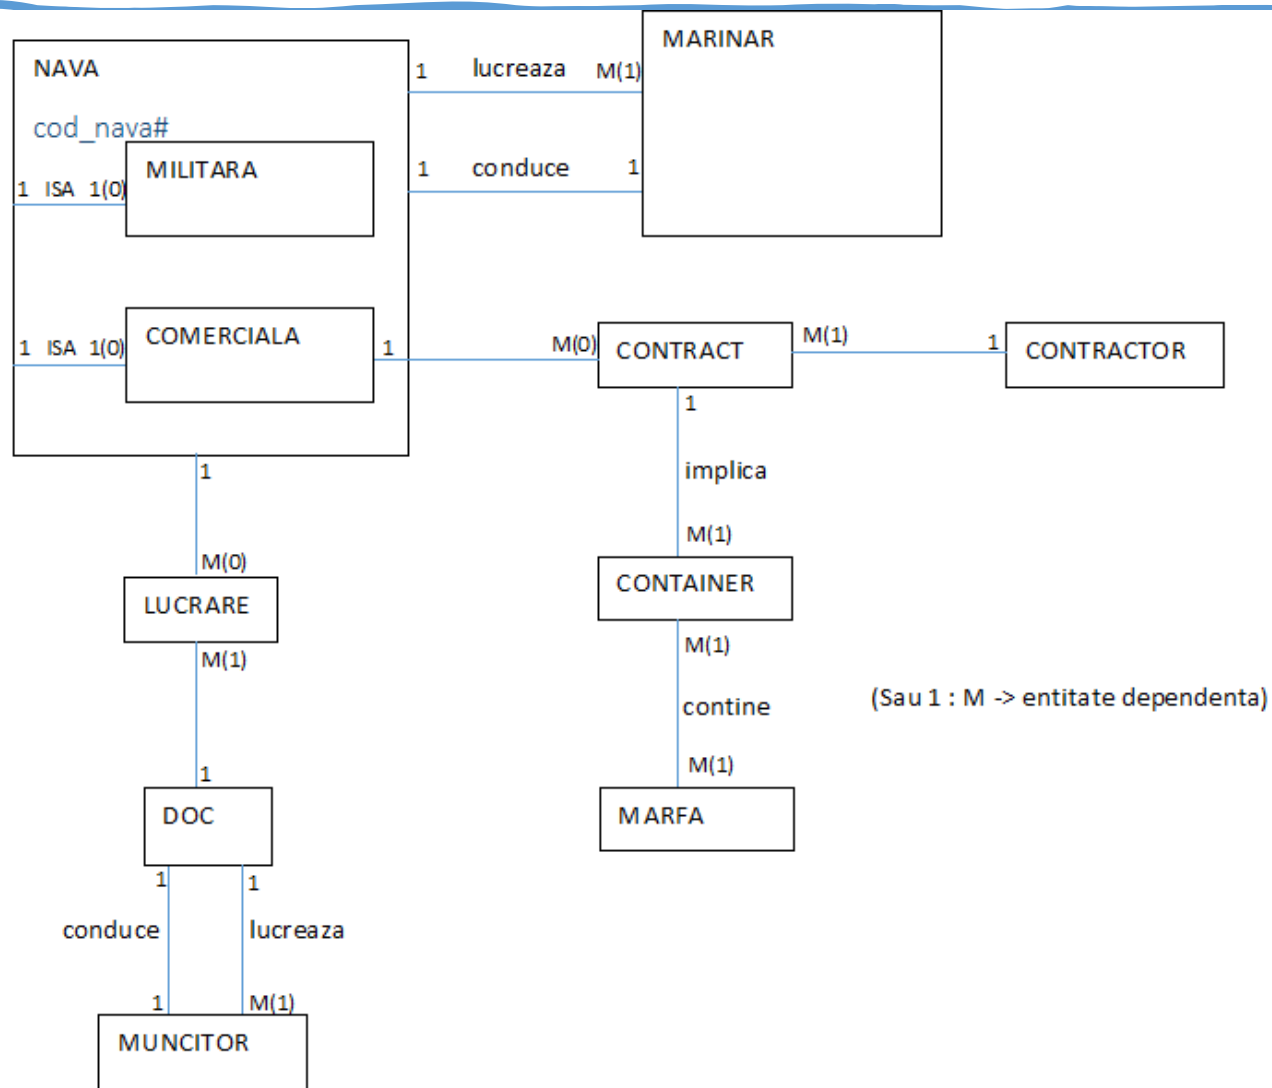 MARINAR
NAVA
1 lucreaza M(1)
cod_nava#
MILITARA
1 conduce 1
1 ISA 1(0)
COMERCIALA
1 ISA 1(0)
1
M(0)
CONTRACT
M(1)
1
CONTRACTOR
1
implica
M(1)
1
M(0)
LUCRARE
CONTAINER
M(1)
M(1)
contine
(Sau 1 : M -> entitate dependenta)
M(1)
1
DOC
MARFA
1
1
conduce
lucreaza
1
M(1)
MUNCITOR